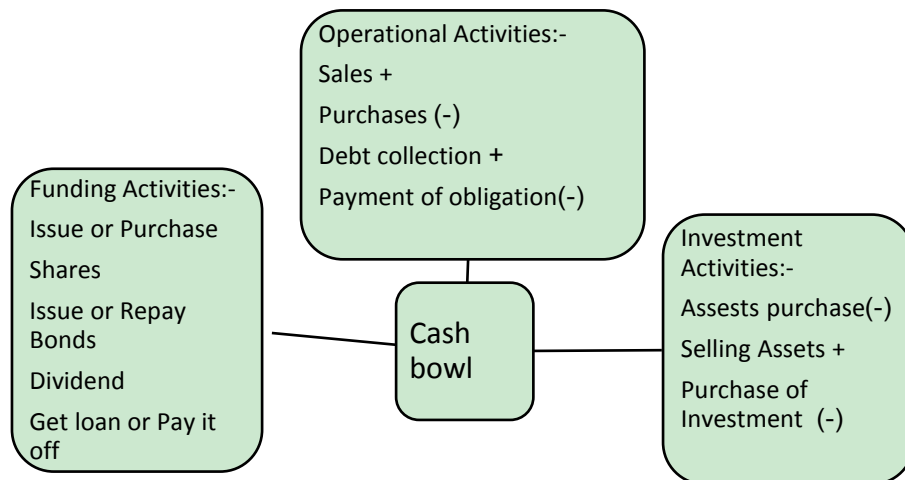 Operational Activities:-
Sales +
Purchases (-)
Debt collection +
Payment of obligation(-)
Funding Activities:-
Issue or Purchase
Shares
Issue or Repay
Bonds
Dividend
Get loan or Pay it
off
Cash
bowl
Investment
Activities:-
Assests purchase(-)
Selling Assets +
Purchase of
Investment (-)